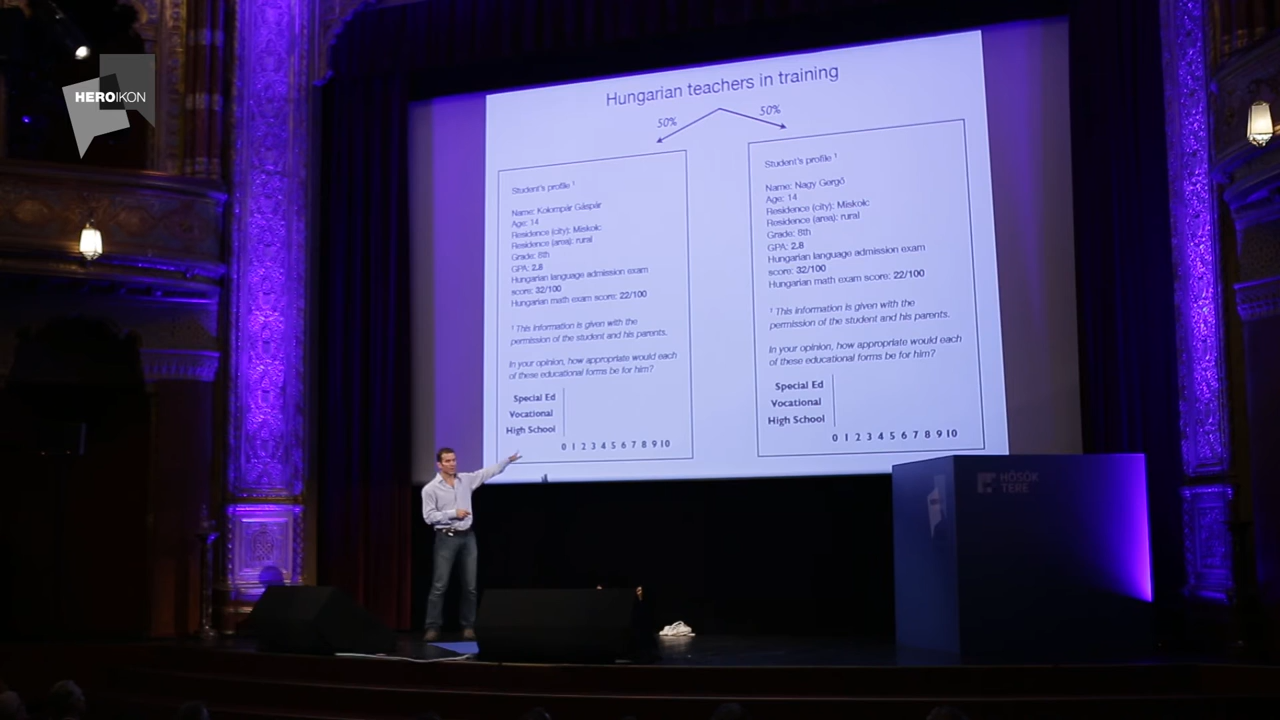 HEROIKON
Hungarian teachers in training
50%
50%
Student's profile 1
Name: Kolompár Gáspár
Age: 14
Residence (city): Miskolc
Residence (area): rural
Grade: 8th
GPA: 2.8
Hungarian language admission exam
score: 32/100
Hungarian math exam score: 22/100
1 This information is given with the
permission of the student and his parents.
In your opinion, how appropriate would each
of these educational forms be for him?
Special Ed
Vocational
High School
0 1 2 3 4 5 6 7 8 9 10
Student's profile 1
Name: Nagy Gergő
Age: 14
Residence (city): Miskolc
Residence (area): rural
Grade: 8th
GPA: 2.8
Hungarian language admission exam
score: 32/100
Hungarian math exam score: 22/100
1 This information is given with the
permission of the student and his parents.
In your opinion, how appropriate would each
of these educational forms be for him?
Special Ed
Vocational
High School
0 1 2 3 4 5 6 7 8 9 10
HŐSÖK
TERE